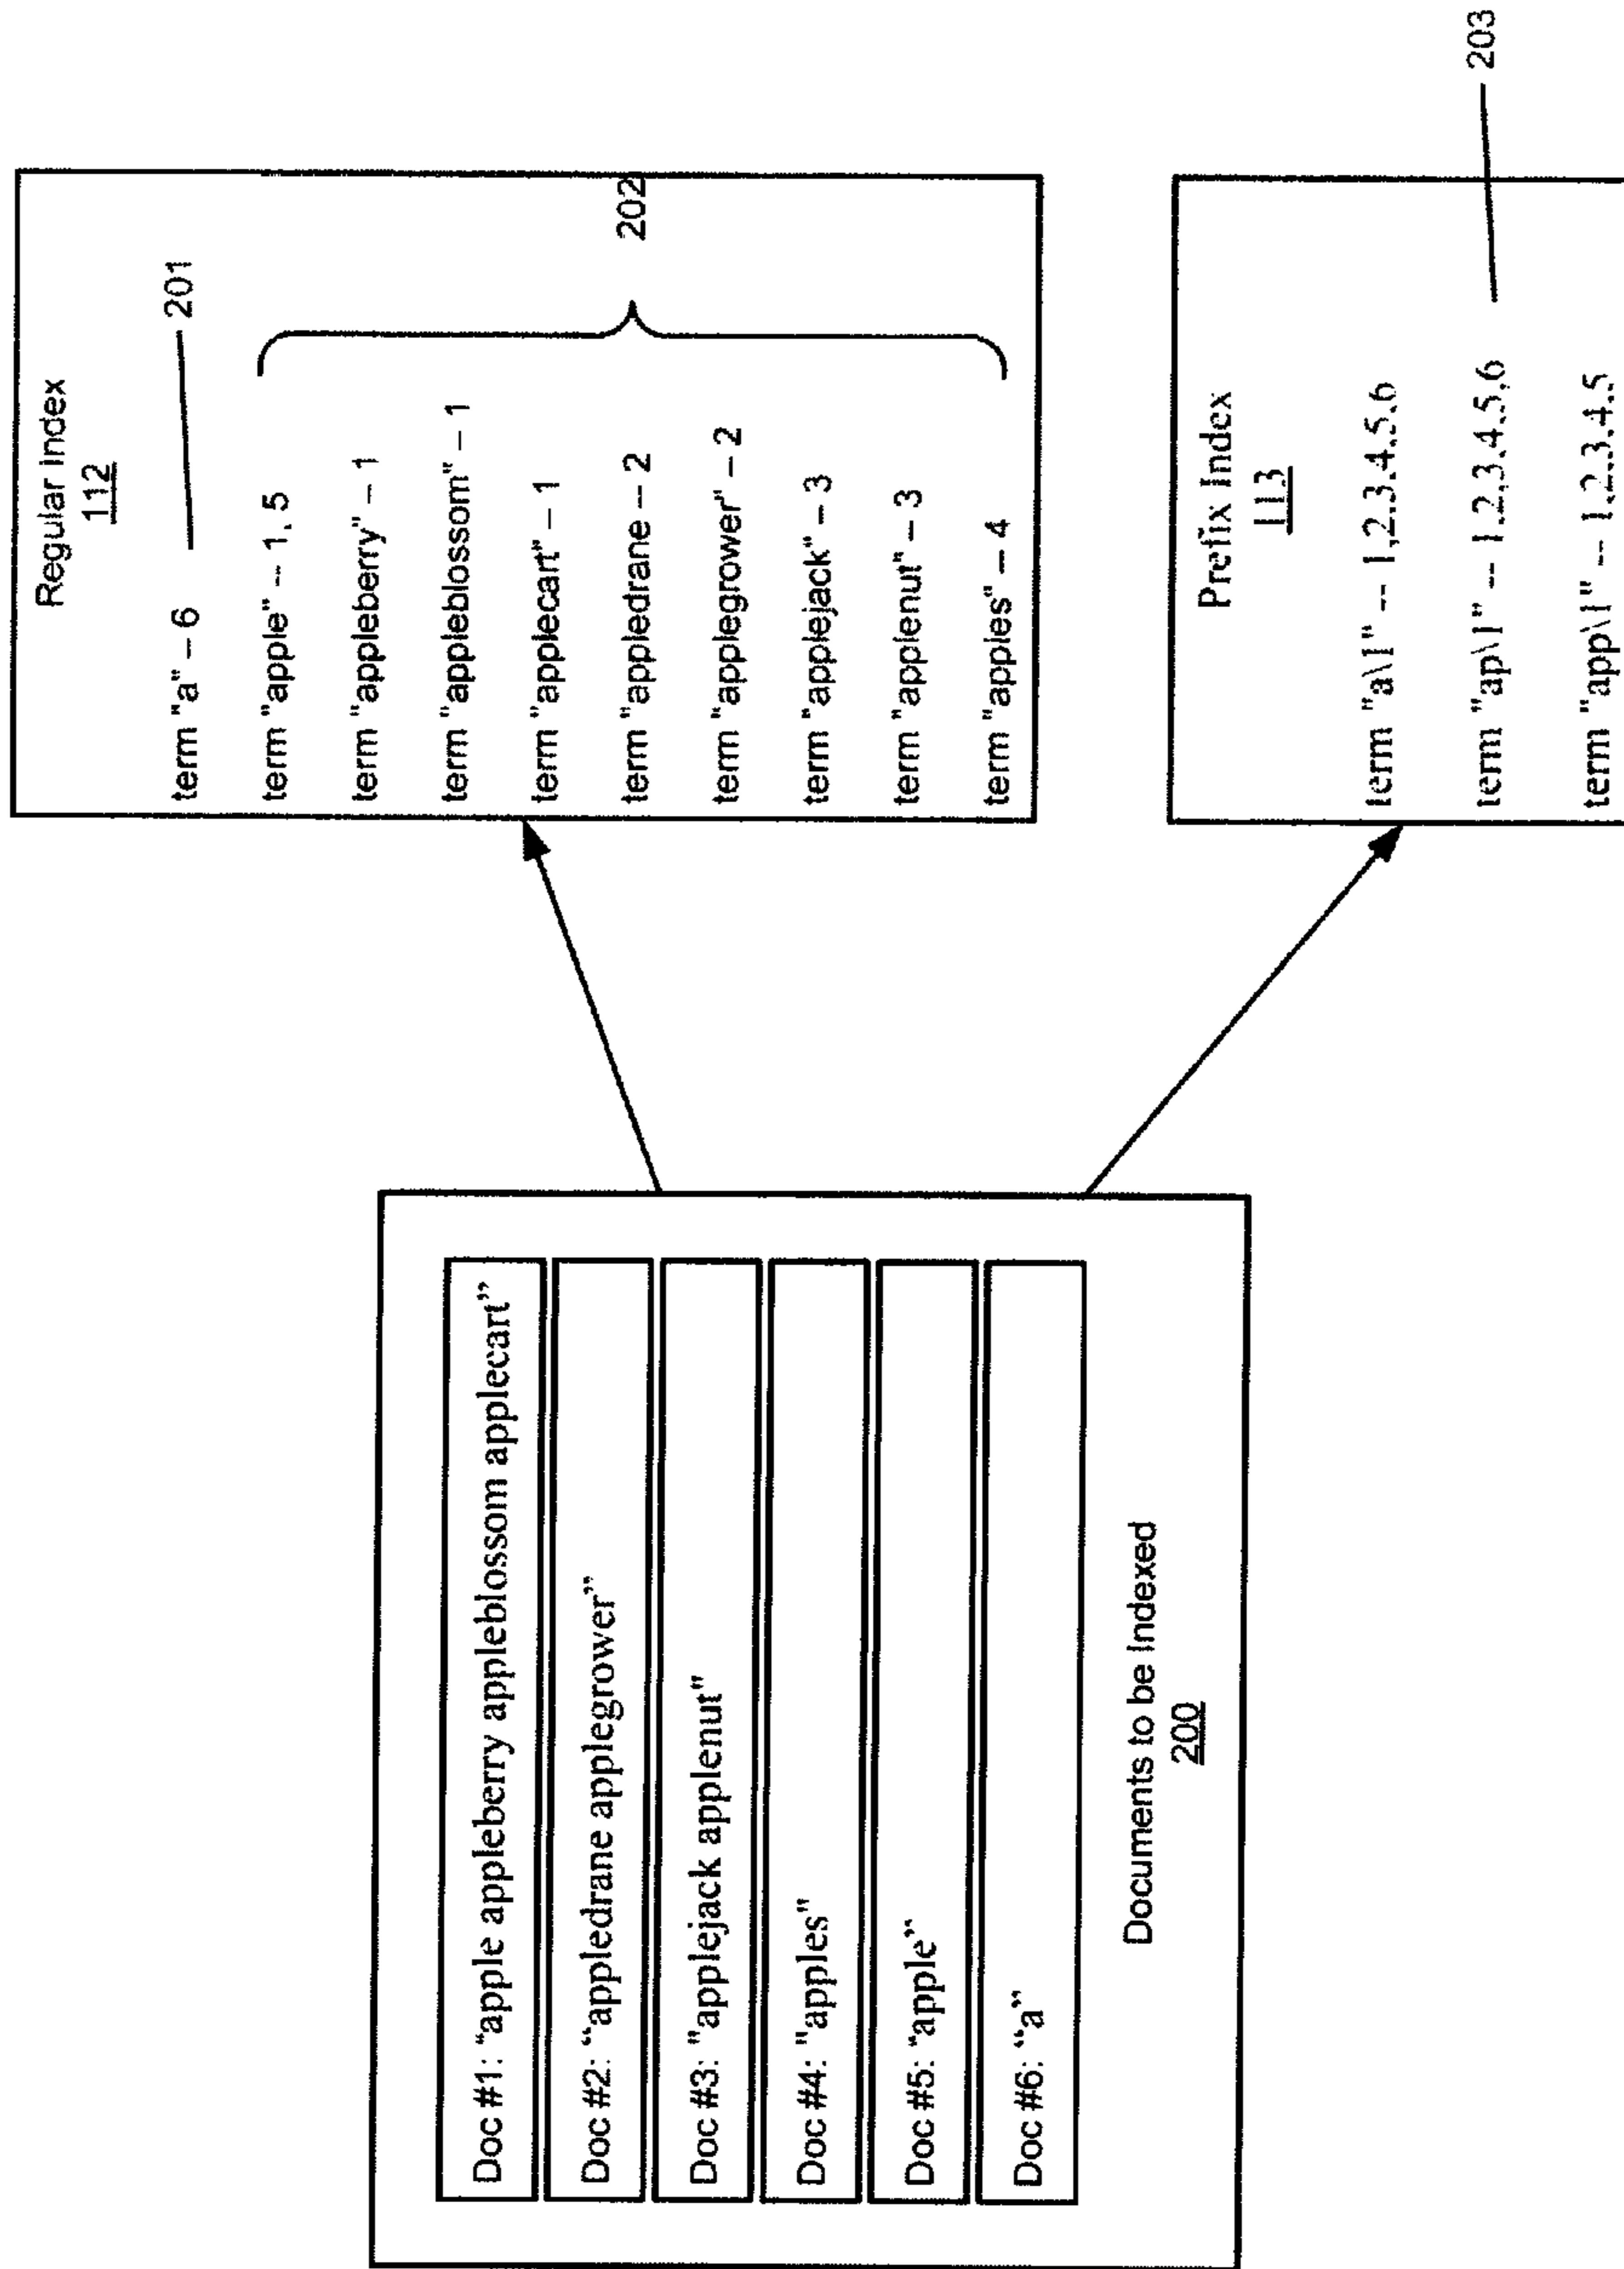 Regular index
112
term "a" – 6
201
term "apple" -- 1, 5
term "appleberry" – 1
term "appleblossom" – 1
term "applecart" – 1
term "appledrane -- 2
term "applegrower" – 2
term "applejack" – 3
term "applenut" – 3
term "apples" – 4
202
Doc #1: “apple appleberry appleblossom applecart”
Doc #2: “appledrane applegrower”
Doc #3: "applejack applenut"
Doc #4: "apples"
Doc #5: “apple”
Doc #6: “a”
Documents to be Indexed
200
Prefix Index
113
term "a\1" -- 1,2,3,4,5,6
term "ap\1" -- 1,2,3,4,5,6
203
term "app\1" -- 1,2,3,4,5